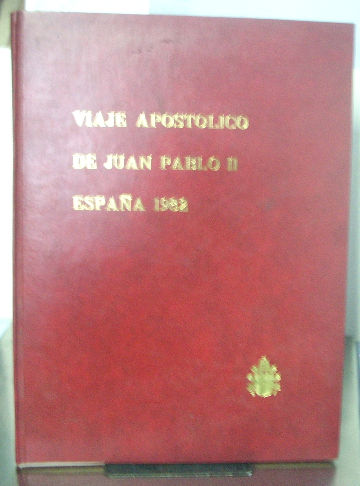 VIAJE APOSTOLICO
DE JUAN PABLO II
ESPAÑA 1982